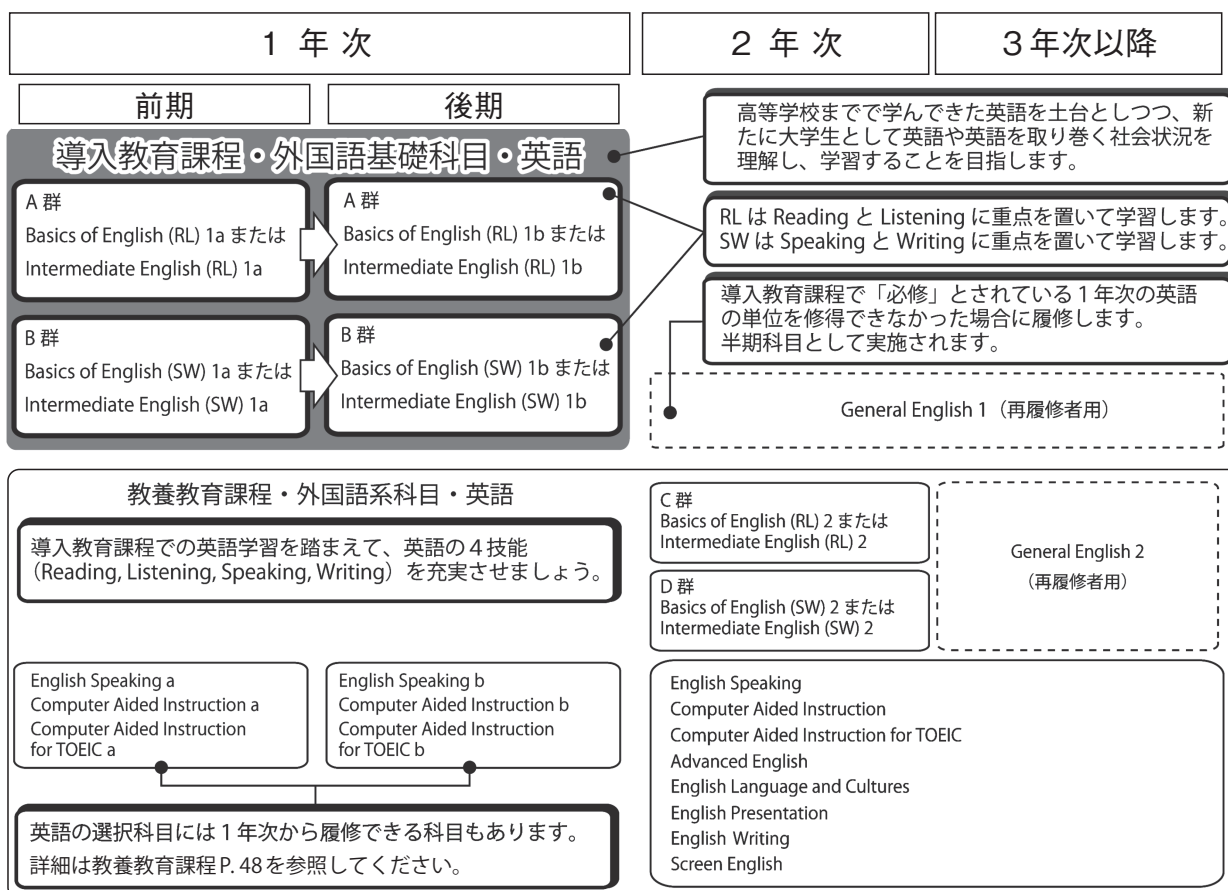 １ 年 次
２ 年 次
３年次以降
前期
後期
導入教育課程・外国語基礎科目・英語
A 群
Basics of English (RL) 1a または
Intermediate English (RL) 1a
A 群
Basics of English (RL) 1b または
Intermediate English (RL) 1b
B 群
Basics of English (SW) 1a または
Intermediate English (SW) 1a
B 群
Basics of English (SW) 1b または
Intermediate English (SW) 1b
高等学校までで学んできた英語を土台としつつ、新
たに大学生として英語や英語を取り巻く社会状況を
理解し、学習することを目指します。
RL は Reading と Listening に重点を置いて学習します。
SW は Speaking と Writing に重点を置いて学習します。
導入教育課程で「必修」とされている 1 年次の英語
の単位を修得できなかった場合に履修します。
半期科目として実施されます。
General English 1（再履修者用）
教養教育課程・外国語系科目・英語
導入教育課程での英語学習を踏まえて、英語の４技能
（Reading, Listening, Speaking, Writing）を充実させましょう。
C 群
Basics of English (RL) 2 または
Intermediate English (RL) 2
D 群
Basics of English (SW) 2 または
Intermediate English (SW) 2
General English 2
（再履修者用）
English Speaking a
Computer Aided Instruction a
Computer Aided Instruction
for TOEIC a
English Speaking b
Computer Aided Instruction b
Computer Aided Instruction
for TOEIC b
英語の選択科目には 1 年次から履修できる科目もあります。
詳細は教養教育課程 P. 48 を参照してください。
English Speaking
Computer Aided Instruction
Computer Aided Instruction for TOEIC
Advanced English
English Language and Cultures
English Presentation
English Writing
Screen English